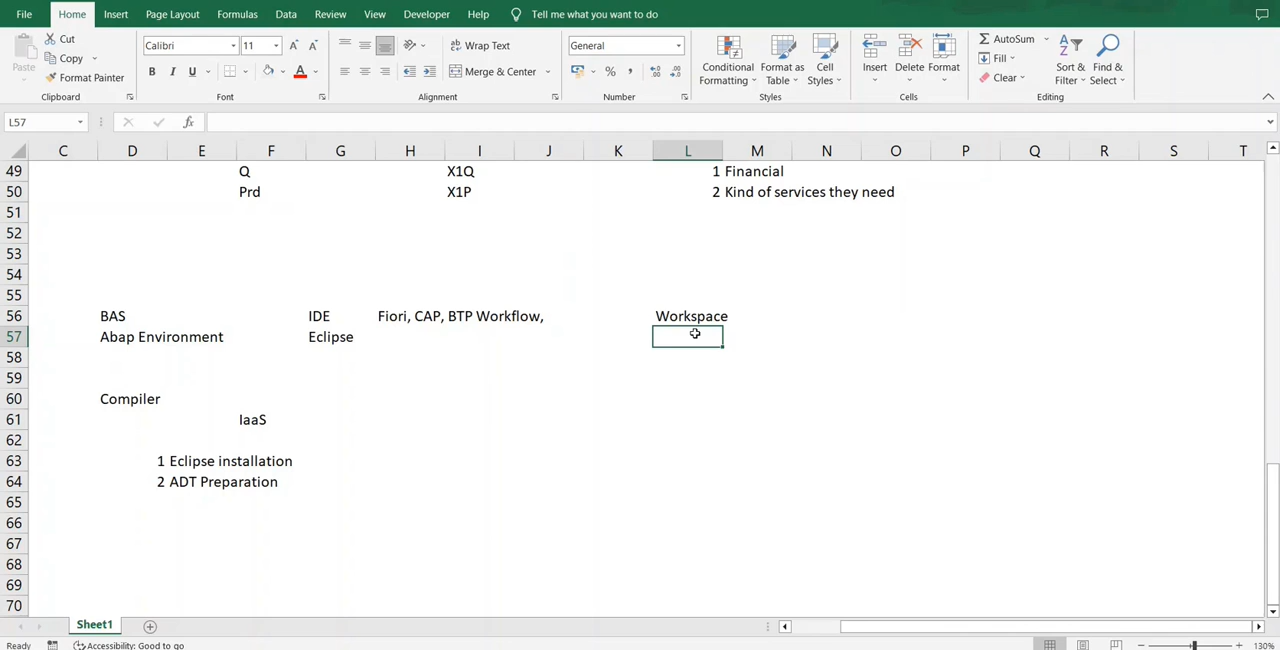 File Home Insert Page Layout Formulas Data Review View Developer Help Tell me what you want to do
Paste Cut Copy Format Painter Clipboard
Calibri 11 A A B I U A Font
ab Wrap Text Merge & Center Alignment
General % , Number
Conditional Formatting Format as Table Cell Styles Styles
Insert Delete Format Cells
AutoSum Fill Clear Sort & Filter Find & Select Editing
L57 fx
C D E F G H I J K L M N O P Q R S T
49 Q X1Q 1 Financial
50 Prd X1P 2 Kind of services they need
51
52
53
54
55
56 BAS IDE Fiori, CAP, BTP Workflow, Workspace
57 Abap Environment Eclipse
58
59
60 Compiler
61 IaaS
62
63 1 Eclipse installation
64 2 ADT Preparation
65
66
67
68
69
70
Sheet1
Ready Accessibility: Good to go 130%